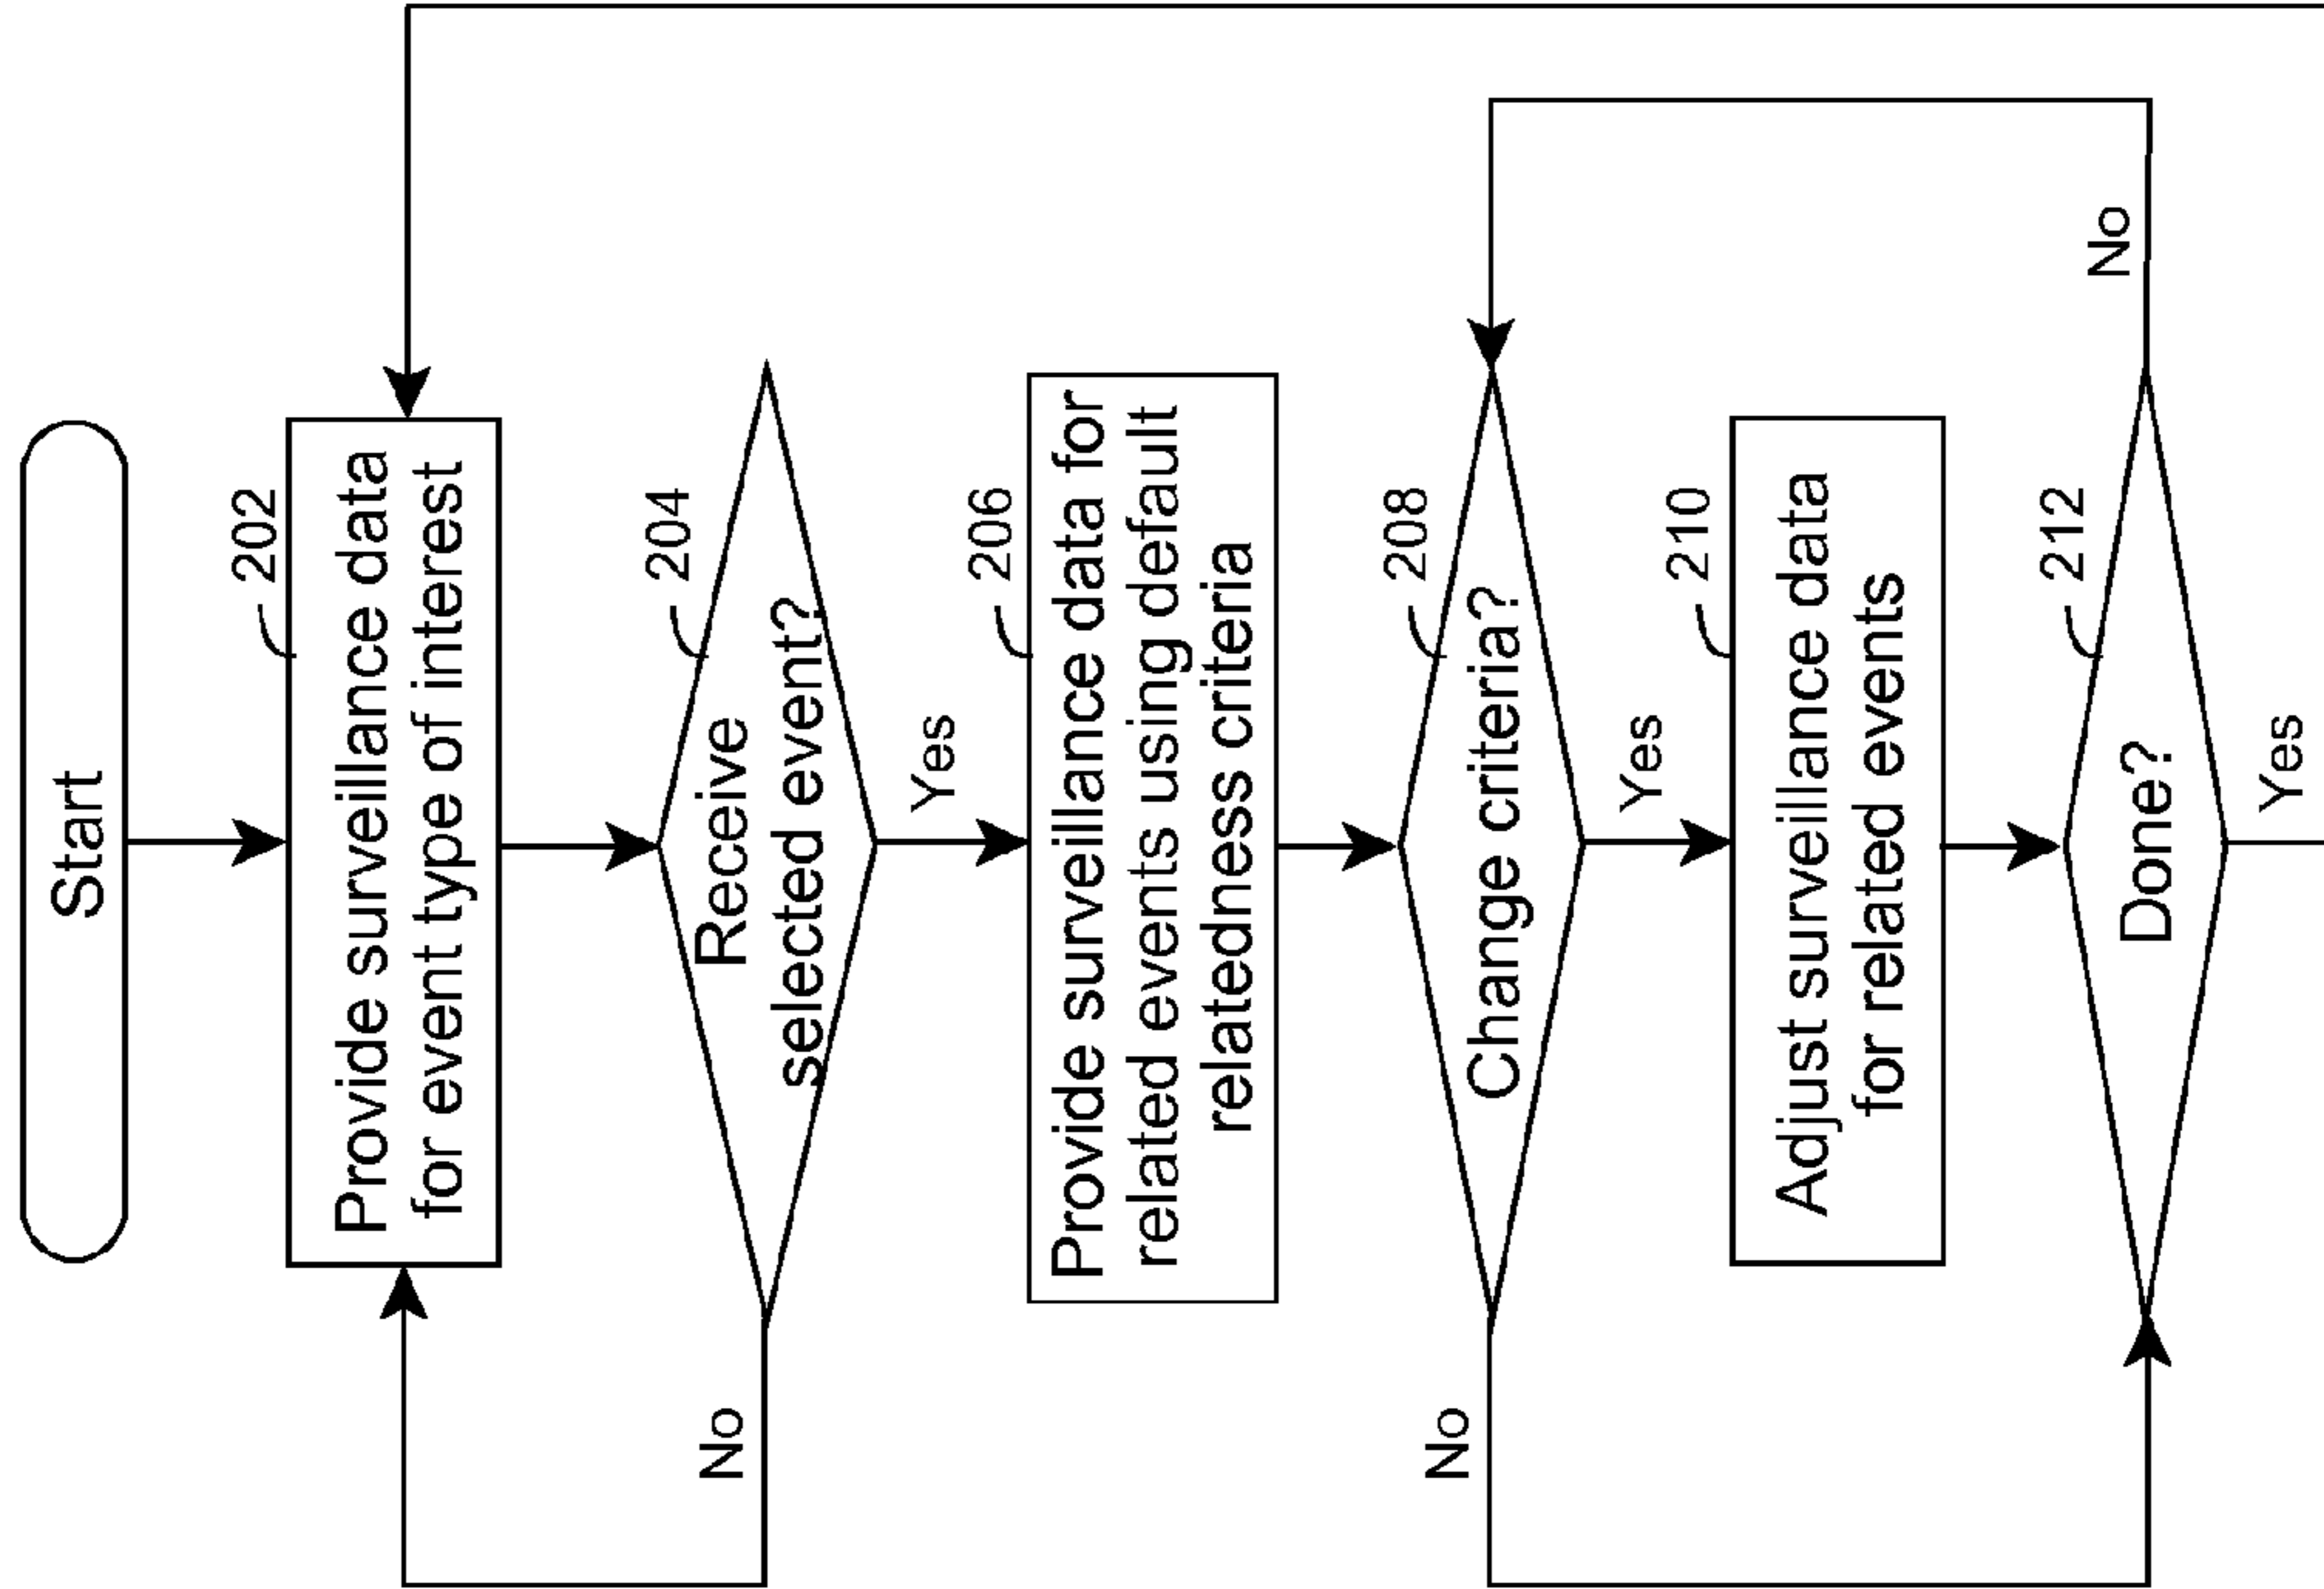 Start
202
Provide surveillance data
for event type of interest
204
Receive
selected event?
No
Yes
206
Provide surveillance data for
related events using default
relatedness criteria
208
Change criteria?
No
Yes
210
Adjust surveillance data
for related events
212
Done?
No
Yes